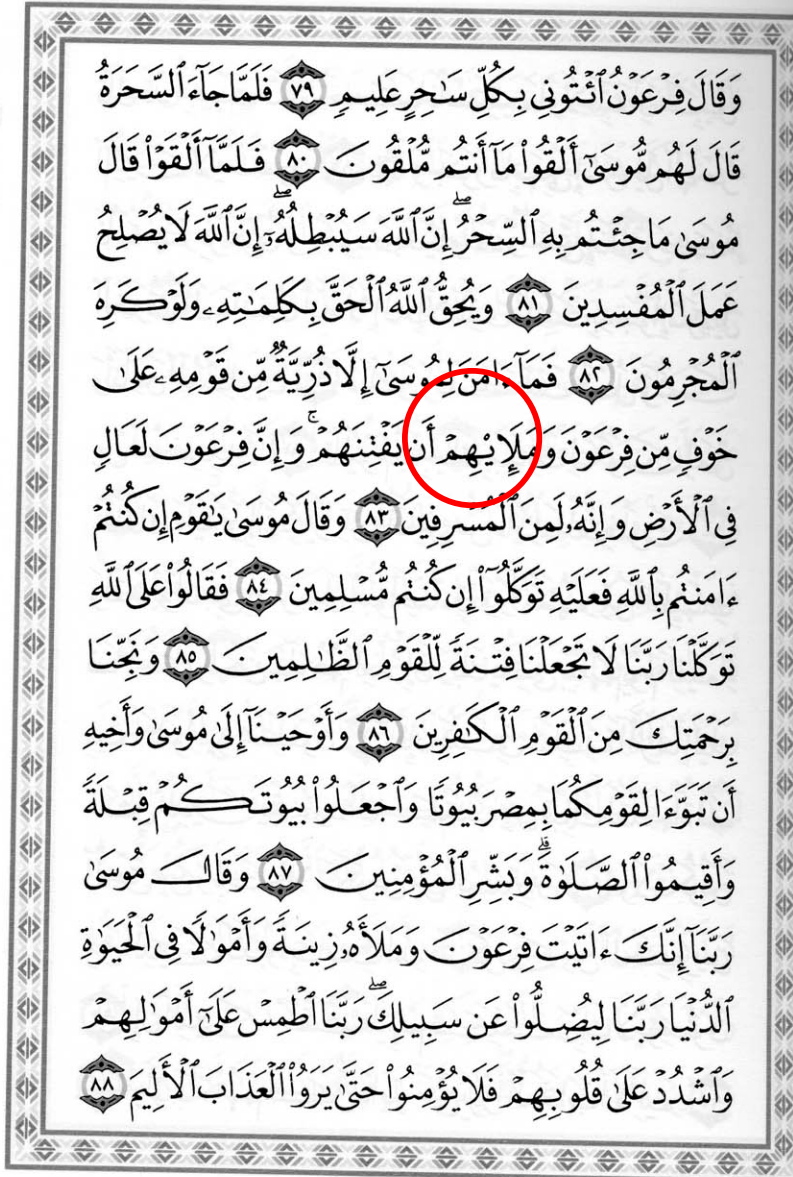 وَقَالَ فِرْعَوْنُ ٱئْتُونِى بِكُلِّ سَٰحِرٍ عَلِيمٍ ٧٩ فَلَمَّا جَآءَ ٱلسَّحَرَةُ
قَالَ لَهُم مُّوسَىٰٓ أَلْقُوا۟ مَآ أَنتُم مُّلْقُونَ ٨٠ فَلَمَّآ أَلْقَوْا۟ قَالَ
مُوسَىٰ مَا جِئْتُم بِهِ ٱلسِّحْرُ ۖ إِنَّ ٱللَّهَ سَيُبْطِلُهُۥٓ ۖ إِنَّ ٱللَّهَ لَا يُصْلِحُ
عَمَلَ ٱلْمُفْسِدِينَ ٨١ وَيُحِقُّ ٱللَّهُ ٱلْحَقَّ بِكَلِمَٰتِهِۦ وَلَوْ كَرِهَ
ٱلْمُجْرِمُونَ ٨٢ فَمَآ ءَامَنَ لِمُوسَىٰٓ إِلَّا ذُرِّيَّةٌ مِّن قَوْمِهِۦ عَلَىٰ
خَوْفٍ مِّن فِرْعَوْنَ وَمَلَإِي۟هِمْ أَن يَفْتِنَهُمْ ۚ وَإِنَّ فِرْعَوْنَ لَعَالٍ
فِى ٱلْأَرْضِ وَإِنَّهُۥ لَمِنَ ٱلْمُسْرِفِينَ ٨٣ وَقَالَ مُوسَىٰ يَٰقَوْمِ إِن كُنتُمْ
ءَامَنتُم بِٱللَّهِ فَعَلَيْهِ تَوَكَّلُوٓا۟ إِن كُنتُم مُّسْلِمِينَ ٨٤ فَقَالُوا۟ عَلَى ٱللَّهِ
تَوَكَّلْنَا رَبَّنَا لَا تَجْعَلْنَا فِتْنَةً لِّلْقَوْمِ ٱلظَّٰلِمِينَ ٨٥ وَنَجِّنَا
بِرَحْمَتِكَ مِنَ ٱلْقَوْمِ ٱلْكَٰفِرِينَ ٨٦ وَأَوْحَيْنَآ إِلَىٰ مُوسَىٰ وَأَخِيهِ
أَن تَبَوَّءَا لِقَوْمِكُمَا بِمِصْرَ بُيُوتًا وَٱجْعَلُوا۟ بُيُوتَكُمْ قِبْلَةً
وَأَقِيمُوا۟ ٱلصَّلَوٰةَ ۗ وَبَشِّرِ ٱلْمُؤْمِنِينَ ٨٧ وَقَالَ مُوسَىٰ
رَبَّنَآ إِنَّكَ ءَاتَيْتَ فِرْعَوْنَ وَمَلَأَهُۥ زِينَةً وَأَمْوَٰلًا فِى ٱلْحَيَوٰةِ
ٱلدُّنْيَا رَبَّنَا لِيُضِلُّوا۟ عَن سَبِيلِكَ ۖ رَبَّنَا ٱطْمِسْ عَلَىٰٓ أَمْوَٰلِهِمْ
وَٱشْدُدْ عَلَىٰ قُلُوبِهِمْ فَلَا يُؤْمِنُوا۟ حَتَّىٰ يَرَوُا۟ ٱلْعَذَابَ ٱلْأَلِيمَ ٨٨